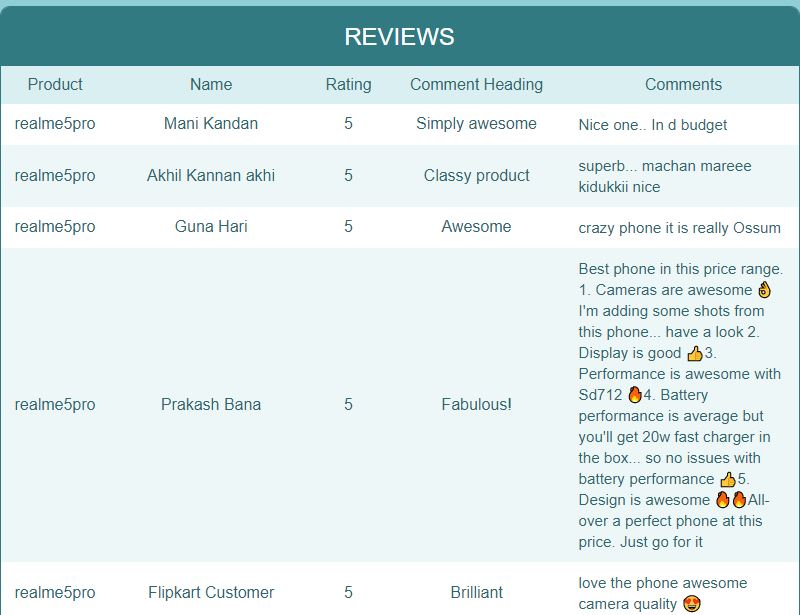 REVIEWS
Product Name Rating Comment Heading Comments
realme5pro Mani Kandan 5 Simply awesome Nice one.. In d budget
realme5pro Akhil Kannan akhi 5 Classy product superb... machan mareee
kidukkii nice
realme5pro Guna Hari 5 Awesome crazy phone it is really Ossum
realme5pro Prakash Bana 5 Fabulous! Best phone in this price range.
1. Cameras are awesome 👌
I'm adding some shots from
this phone... have a look 2.
Display is good 👍3.
Performance is awesome with
Sd712 🔥4. Battery
performance is average but
you'll get 20w fast charger in
the box... so no issues with
battery performance 👍5.
Design is awesome 🔥🔥All-
over a perfect phone at this
price. Just go for it
realme5pro Flipkart Customer 5 Brilliant love the phone awesome
camera quality 😍